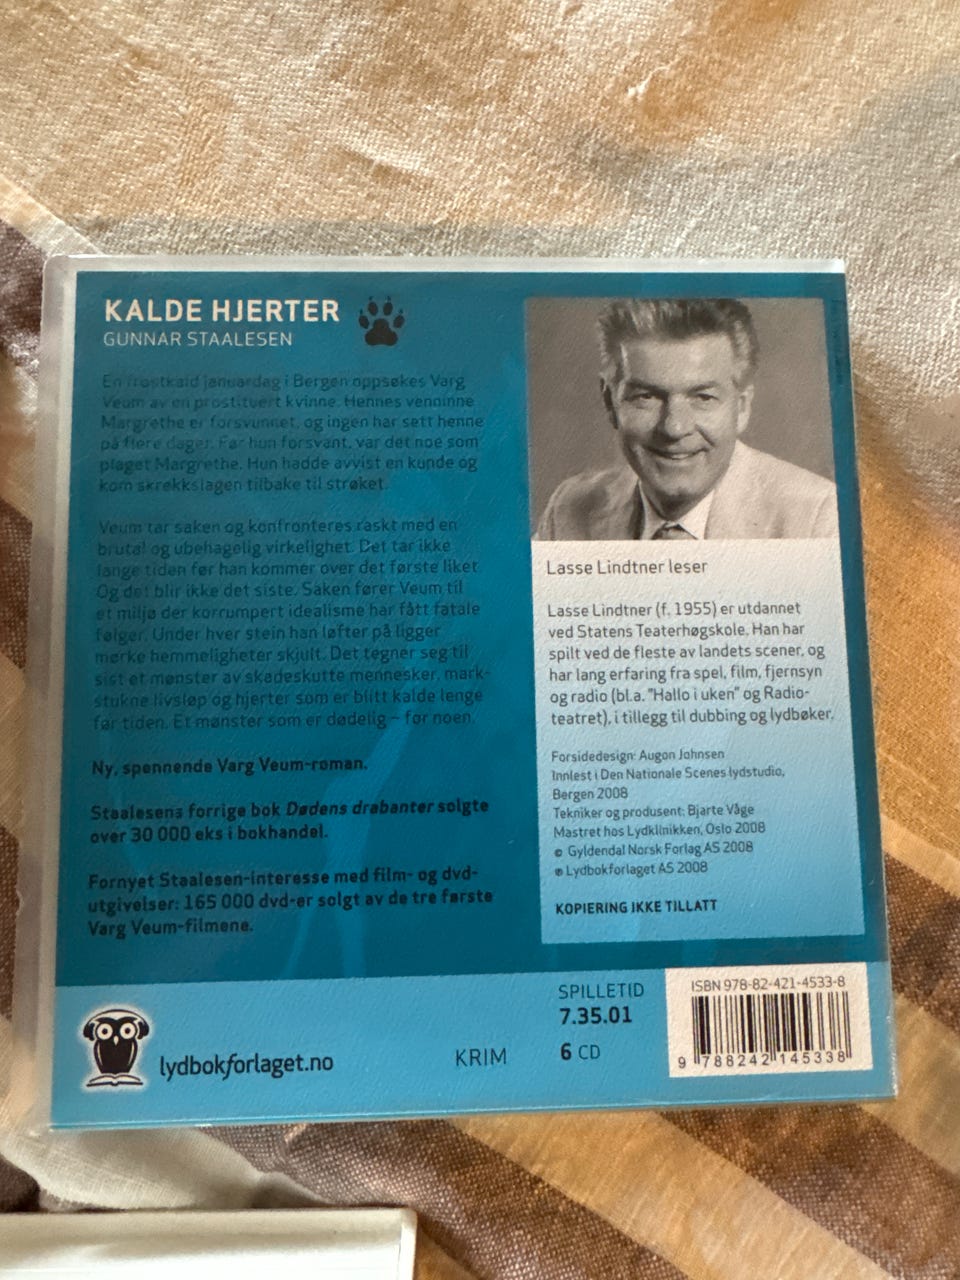 KALDE HJERTER
GUNNAR STAALESEN
En frostkald januardag i Bergen oppsøkes Varg
Veum av en prostituert kvinne. Hennes venninne
Margrethe er forsvunnet, og ingen har sett henne
på flere dager. Før hun forsvant, var det noe som
plaget Margrethe. Hun hadde avvist en kunde og
kom skrekkslagen tilbake til strøket.
Veum tar saken og konfronteres raskt med en
brutal og ubehagelig virkelighet. Det tar ikke
lange tiden før han kommer over det første liket.
Og det blir ikke det siste. Saken fører Veum til
et miljø der korrumpert idealisme har fått fatale
følger. Under hver stein han løfter på ligger
mørke hemmeligheter skjult. Det tegner seg til
sist et mønster av skadeskutte mennesker, mark-
stukne livsløp og hjerter som er blitt kalde lenge
før tiden. Et mønster som er dødelig – for noen.
Ny, spennende Varg Veum-roman.
Staalesens forrige bok Dødens drabanter solgte
over 30 000 eks i bokhandel.
Fornyet Staalesen-interesse med film- og dvd-
utgivelser: 165 000 dvd-er solgt av de tre første
Varg Veum-filmene.
Lasse Lindtner leser
Lasse Lindtner (f. 1955) er utdannet
ved Statens Teaterhøgskole. Han har
spilt ved de fleste av landets scener, og
har lang erfaring fra spel, film, fjernsyn
og radio (bl.a. "Hallo i uken" og Radio-
teatret), i tillegg til dubbing og lydbøker.
Forsidedesign: Augon Johnsen
Innlest i Den Nationale Scenes lydstudio,
Bergen 2008
Tekniker og produsent: Bjarte Våge
Mastret hos Lydklinikken, Oslo 2008
© Gyldendal Norsk Forlag AS 2008
℗ Lydbokforlaget AS 2008
KOPIERING IKKE TILLATT
lydbokforlaget.no
KRIM
SPILLETID
7.35.01
6 CD
ISBN 978-82-421-4533-8
9 788242 145338